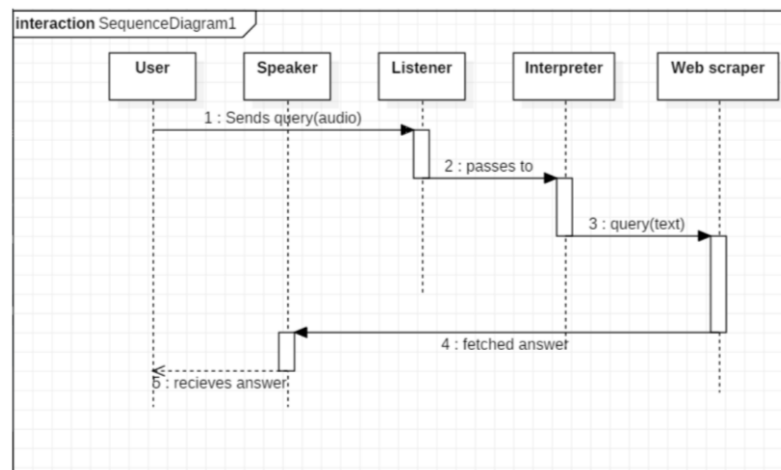 interaction SequenceDiagram1
User
Speaker
Listener
Interpreter
Web scraper
1 : Sends query(audio)
2 : passes to
3 : query(text)
4 : fetched answer
5 : recieves answer